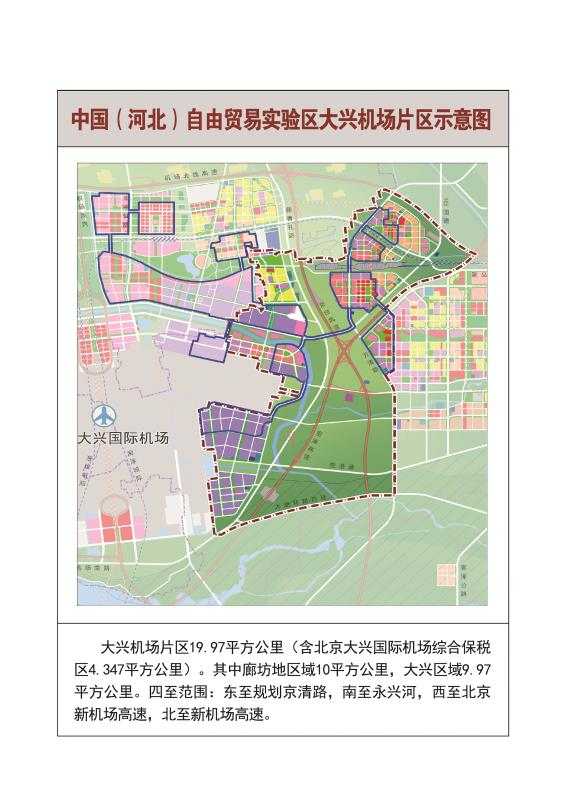 中国（河北）自由贸易实验区大兴机场片区示意图
机场北线高速
大兴国际机场
大兴机场片区19.97平方公里（含北京大兴国际机场综合保税
区4.347平方公里）。其中廊坊地区域10平方公里，大兴区域9.97
平方公里。四至范围：东至规划京清路，南至永兴河，西至北京
新机场高速，北至新机场高速。